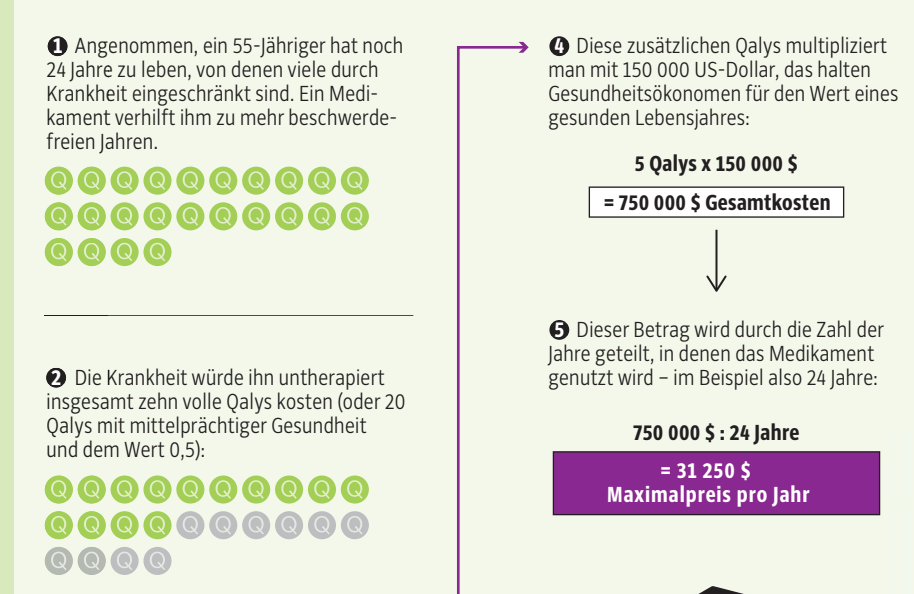 ❶ Angenommen, ein 55-Jähriger hat noch
24 Jahre zu leben, von denen viele durch
Krankheit eingeschränkt sind. Ein Medi-
kament verhilft ihm zu mehr beschwerde-
freien Jahren.
Q Q Q Q Q Q Q Q Q Q
Q Q Q Q Q Q Q Q Q Q
Q Q Q Q
❷ Die Krankheit würde ihn untherapiert
insgesamt zehn volle Qalys kosten (oder 20
Qalys mit mittelprächtiger Gesundheit
und dem Wert 0,5):
Q Q Q Q Q Q Q Q Q Q
Q Q Q Q Q Q Q Q Q Q
Q Q Q Q
❹ Diese zusätzlichen Qalys multipliziert
man mit 150 000 US-Dollar, das halten
Gesundheitsökonomen für den Wert eines
gesunden Lebensjahres:
5 Qalys x 150 000 $
= 750 000 $ Gesamtkosten
❺ Dieser Betrag wird durch die Zahl der
Jahre geteilt, in denen das Medikament
genutzt wird – im Beispiel also 24 Jahre:
750 000 $ : 24 Jahre
= 31 250 $
Maximalpreis pro Jahr